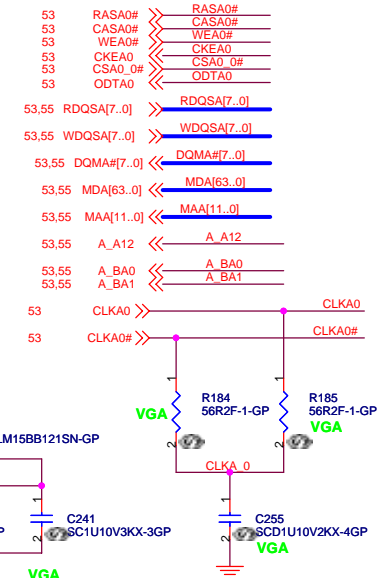 53 RASA0# RASA0#
53 CASA0# CASA0#
53 WEA0# WEA0#
53 CKEA0 CKEA0
53 CSA0_0# CSA0_0#
53 ODTA0 ODTA0
53,55 RDQSA[7..0] RDQSA[7..0]
53,55 WDQSA[7..0] WDQSA[7..0]
53,55 DQMA#[7..0] DQMA#[7..0]
53,55 MDA[63..0] MDA[63..0]
53,55 MAA[11..0] MAA[11..0]
53,55 A_A12 A_A12
53,55 A_BA0 A_BA0
53,55 A_BA1 A_BA1
53 CLKA0 CLKA0
53 CLKA0# CLKA0#
1 1
R184 R185
56R2F-1-GP 56R2F-1-GP
VGA VGA
2 2
LM15BB121SN-GP
CLKA_0
1 1
C241 C255
SC1U10V3KX-3GP SCD1U10V2KX-4GP
2 2
P
VGA VGA